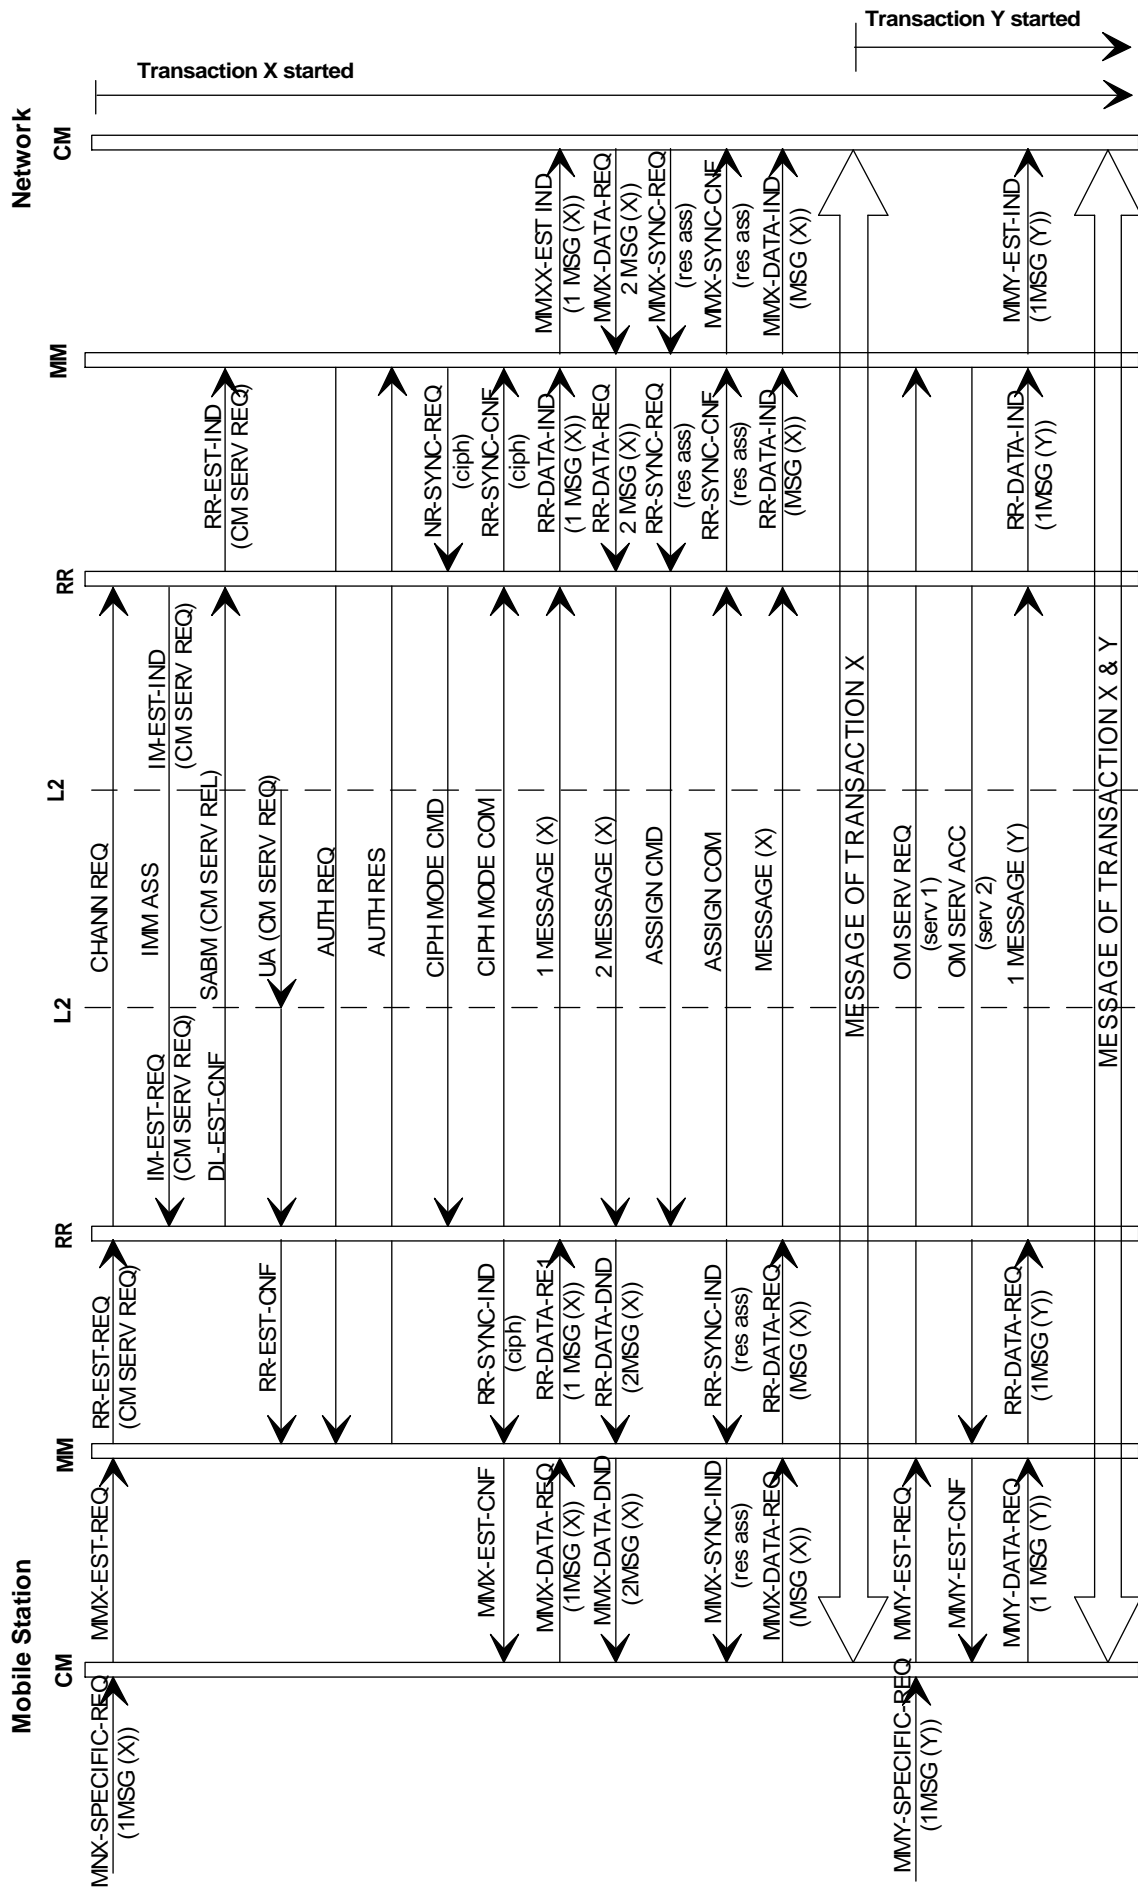 Transaction Y started
Transaction X started
Mobile Station
Network
CM
MM
RR
L2
L2
RR
MM
CM
MNX-SPECIFIC-REQ
(1MSG (X))
MMX-EST-REQ
RR-EST-REQ
(CM SERV REQ)
CHANN REQ
IM-EST-REQ
(CM SERV REQ)
IMM ASS
IM-EST-IND
(CM SERV REQ)
DL-EST-CNF
SABM (CM SERV REL)
RR-EST-IND
(CM SERV REQ)
RR-EST-CNF
UA (CM SERV REQ)
AUTH REQ
AUTH RES
CIPH MODE CMD
NR-SYNC-REQ
(ciph)
MMX-EST-CNF
RR-SYNC-IND
(ciph)
CIPH MODE COM
RR-SYNC-CNF
(ciph)
MMX-DATA-REQ
(1MSG (X))
RR-DATA-RE1
(1 MSG (X))
1 MESSAGE (X)
RR-DATA-IND
(1 MSG (X))
MMXX-EST IND
(1 MSG (X))
MMX-DATA-DND
(2MSG (X))
RR-DATA-DND
(2MSG (X))
2 MESSAGE (X)
RR-DATA-REQ
2 MSG (X))
MMX-DATA-REQ
2 MSG (X))
ASSIGN CMD
RR-SYNC-REQ
(res ass)
MMX-SYNC-REQ
(res ass)
MMX-SYNC-IND
(res ass)
RR-SYNC-IND
(res ass)
ASSIGN COM
RR-SYNC-CNF
(res ass)
MMX-SYNC-CNF
(res ass)
MMX-DATA-REQ
(MSG (X))
RR-DATA-REQ
(MSG (X))
MESSAGE (X)
RR-DATA-IND
(MSG (X))
MMX-DATA-IND
(MSG (X))
MESSAGE OF TRANSACTION X
MMY-SPECIFIC-REQ
(1MSG (Y))
MMY-EST-REQ
OM SERV REQ
(serv 1)
MMY-EST-CNF
OM SERV ACC
(serv 2)
MMY-DATA-REQ
(1 MSG (Y))
RR-DATA-REQ
(1MSG (Y))
1 MESSAGE (Y)
RR-DATA-IND
(1MSG (Y))
MMY-EST-IND
(1MSG (Y))
MESSAGE OF TRANSACTION X & Y